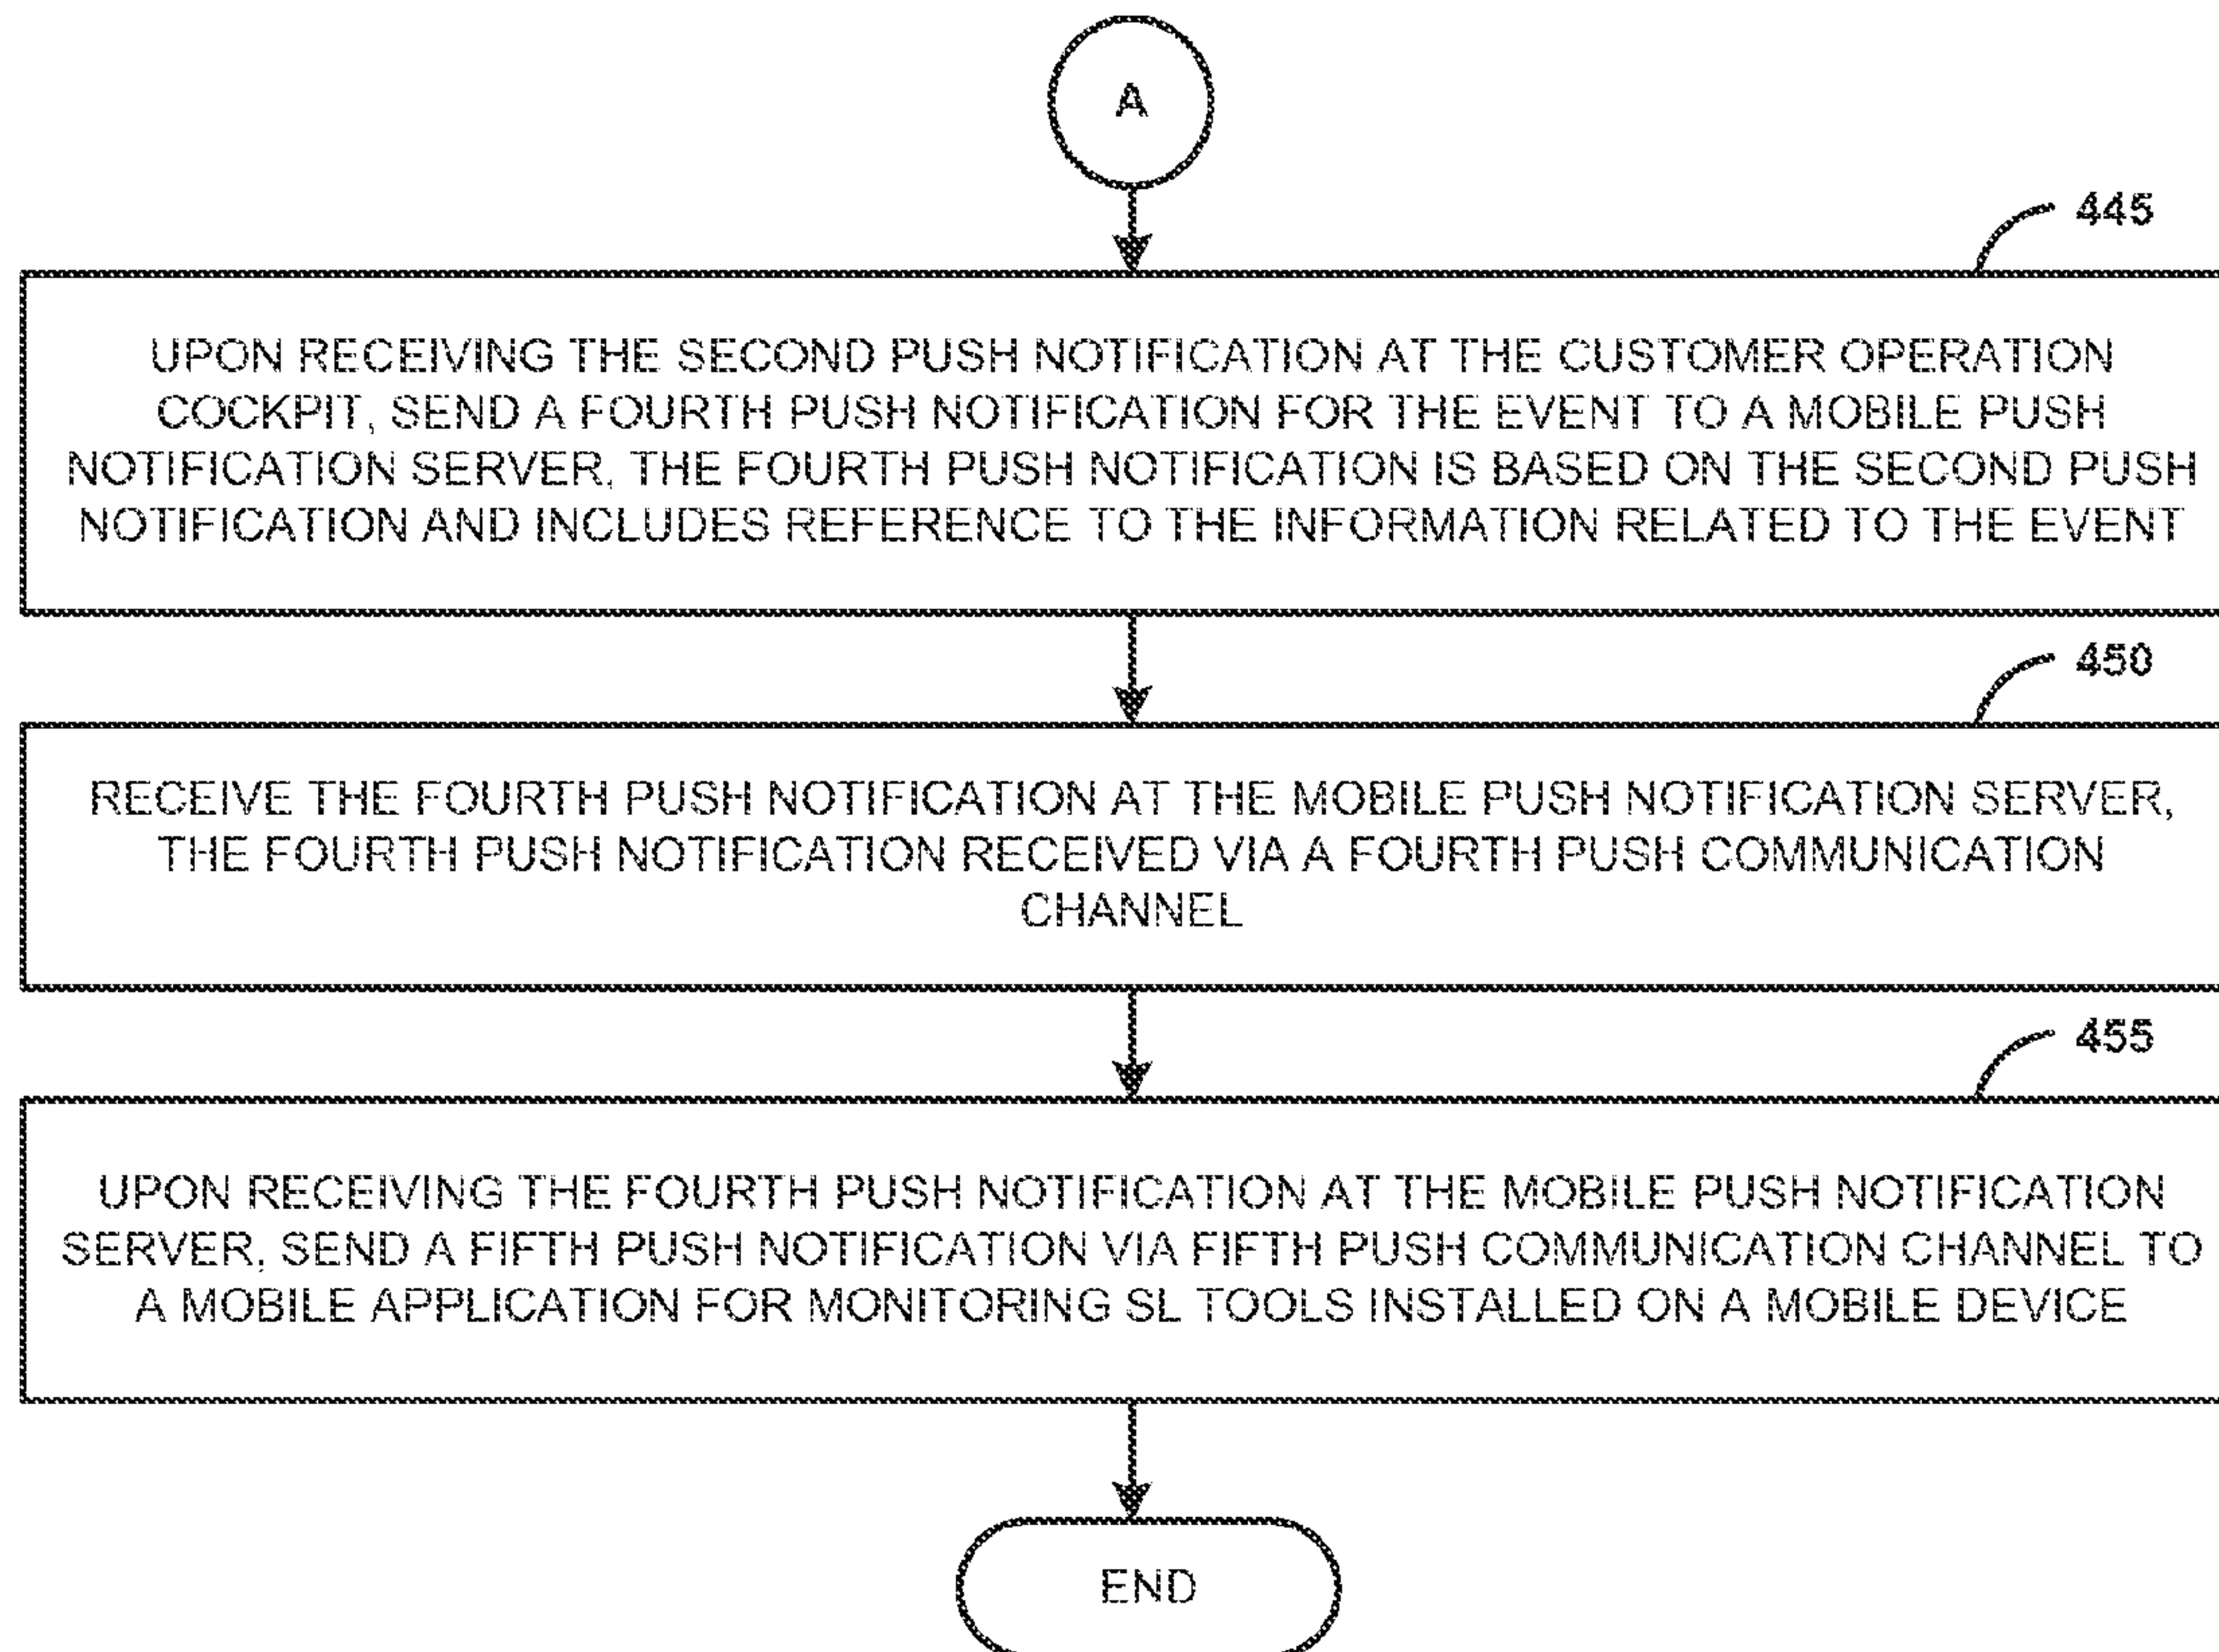 A
445
UPON RECEIVING THE SECOND PUSH NOTIFICATION AT THE CUSTOMER OPERATION
COCKPIT, SEND A FOURTH PUSH NOTIFICATION FOR THE EVENT TO A MOBILE PUSH
NOTIFICATION SERVER, THE FOURTH PUSH NOTIFICATION IS BASED ON THE SECOND PUSH
NOTIFICATION AND INCLUDES REFERENCE TO THE INFORMATION RELATED TO THE EVENT
450
RECEIVE THE FOURTH PUSH NOTIFICATION AT THE MOBILE PUSH NOTIFICATION SERVER,
THE FOURTH PUSH NOTIFICATION RECEIVED VIA A FOURTH PUSH COMMUNICATION
CHANNEL
455
UPON RECEIVING THE FOURTH PUSH NOTIFICATION AT THE MOBILE PUSH NOTIFICATION
SERVER, SEND A FIFTH PUSH NOTIFICATION VIA FIFTH PUSH COMMUNICATION CHANNEL TO
A MOBILE APPLICATION FOR MONITORING SL TOOLS INSTALLED ON A MOBILE DEVICE
END